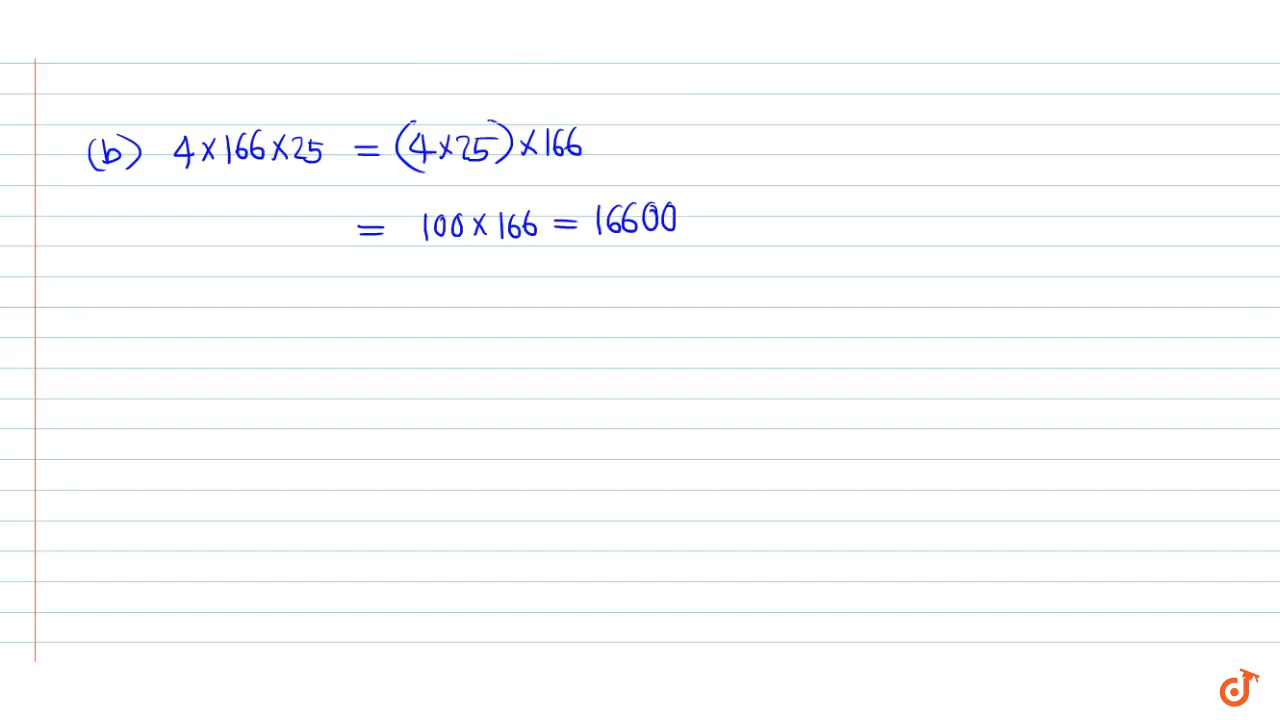 (b) 4×166×25 = (4×25)×166
= 100×166 = 16600